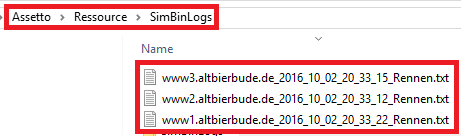 Assetto > Ressource > SimBinLogs
Name
www3.altbierbude.de_2016_10_02_20_33_15_Rennen.txt
www2.altbierbude.de_2016_10_02_20_33_12_Rennen.txt
www1.altbierbude.de_2016_10_02_20_33_22_Rennen.txt